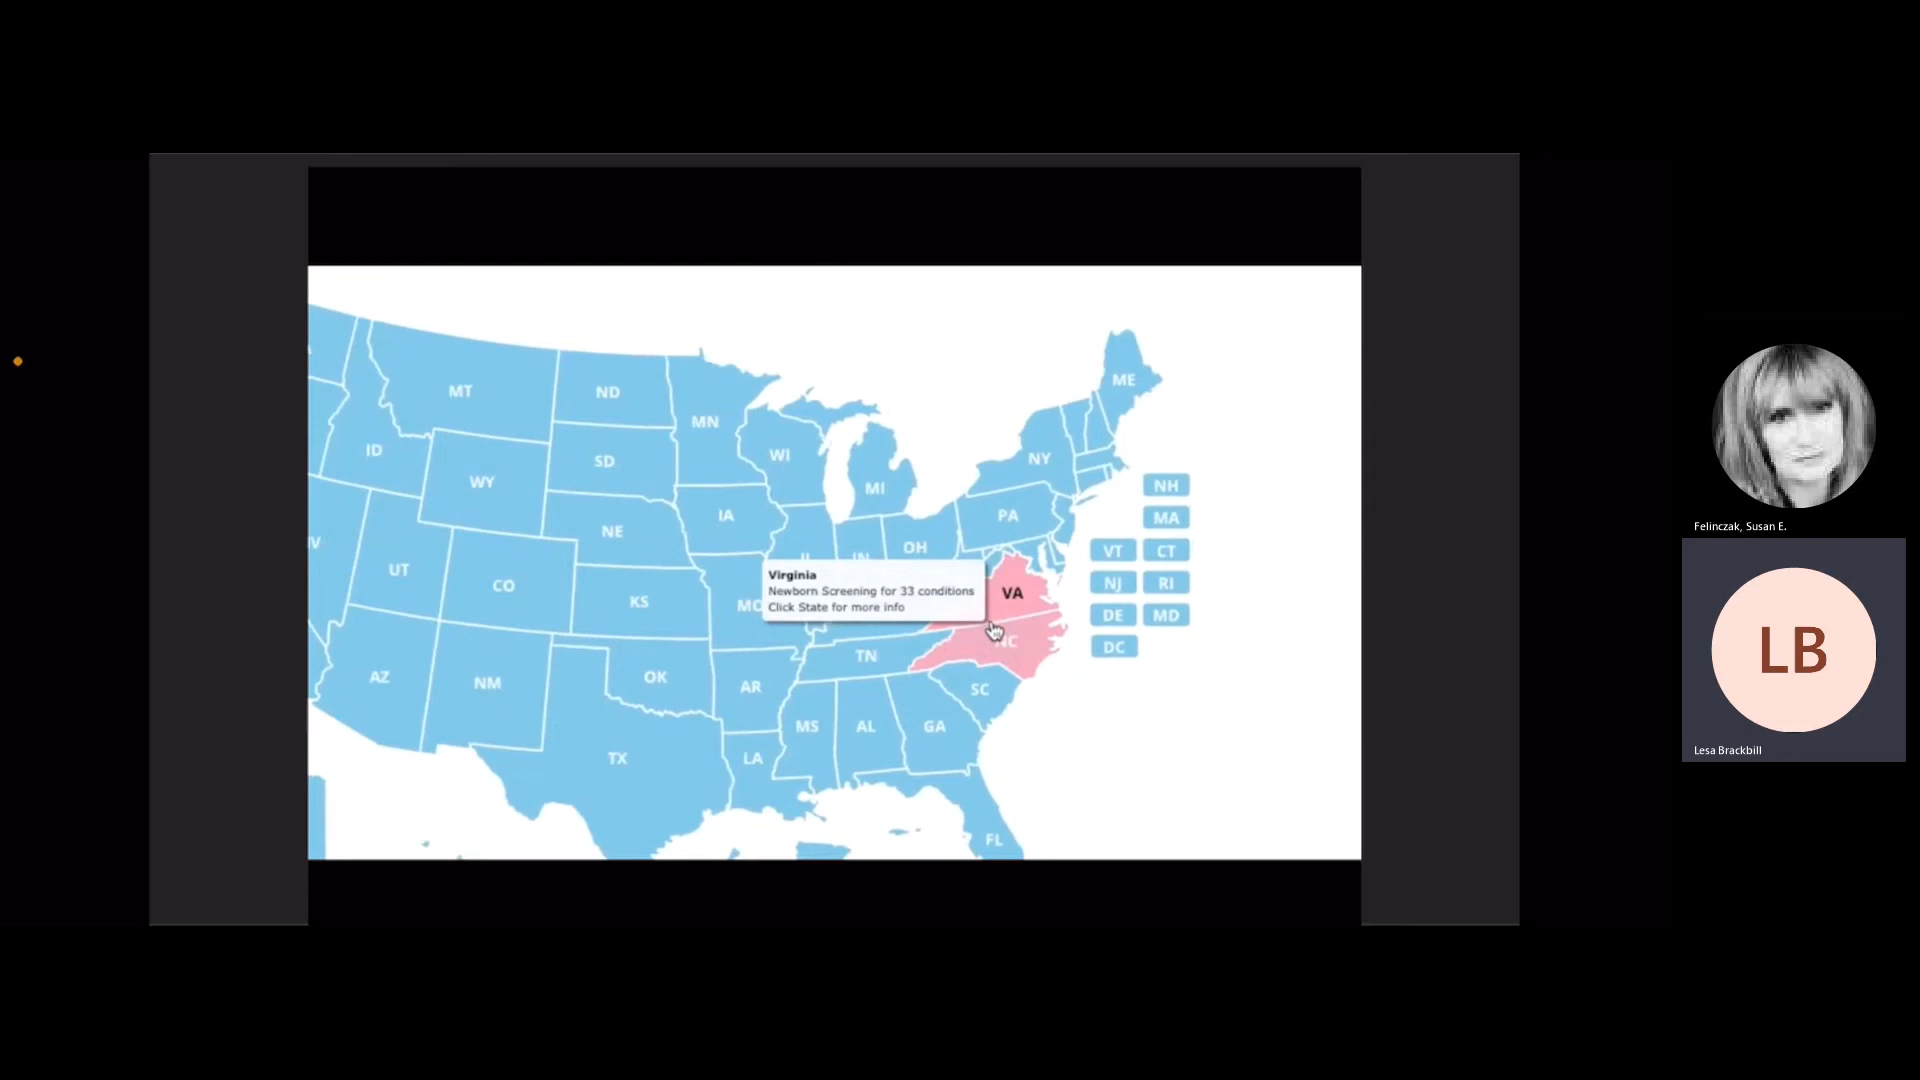 ME
MT
ND
MN
ID
WI
NY
SD
WY
MI
NH
PA
IA
MA
NE
OH
VT
CT
UT
CO
Virginia
Newborn Screening for 33 conditions
Click State for more info
NJ
RI
VA
KS
DE
MD
NC
DC
TN
AZ
NM
OK
AR
SC
MS
AL
GA
TX
LA
FL
Felinczak, Susan E.
LB
Lesa Brackbill